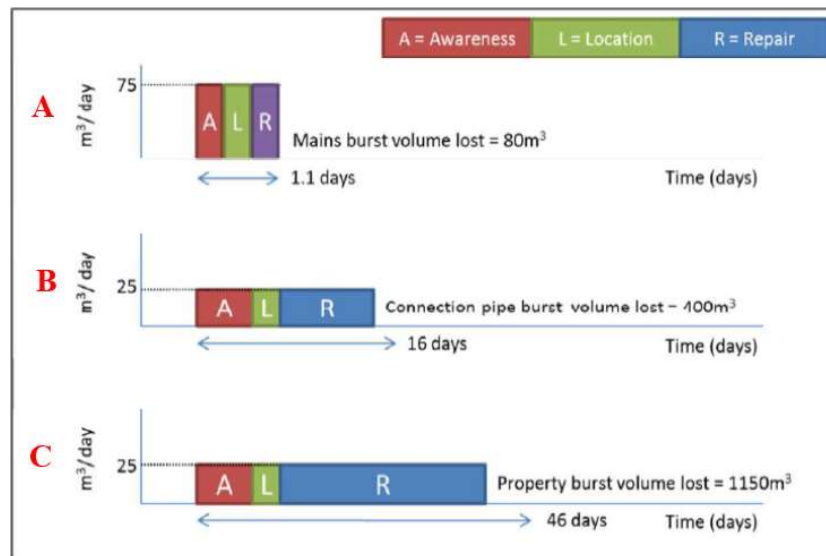 A = Awareness L = Location R = Repair
A
m³/ day
75
A L R
Mains burst volume lost = 80m³
1.1 days
Time (days)
B
m³/ day
25
A L R
Connection pipe burst volume lost – 400m³
16 days
Time (days)
C
m³/ day
25
A L R
Property burst volume lost = 1150m³
46 days
Time (days)